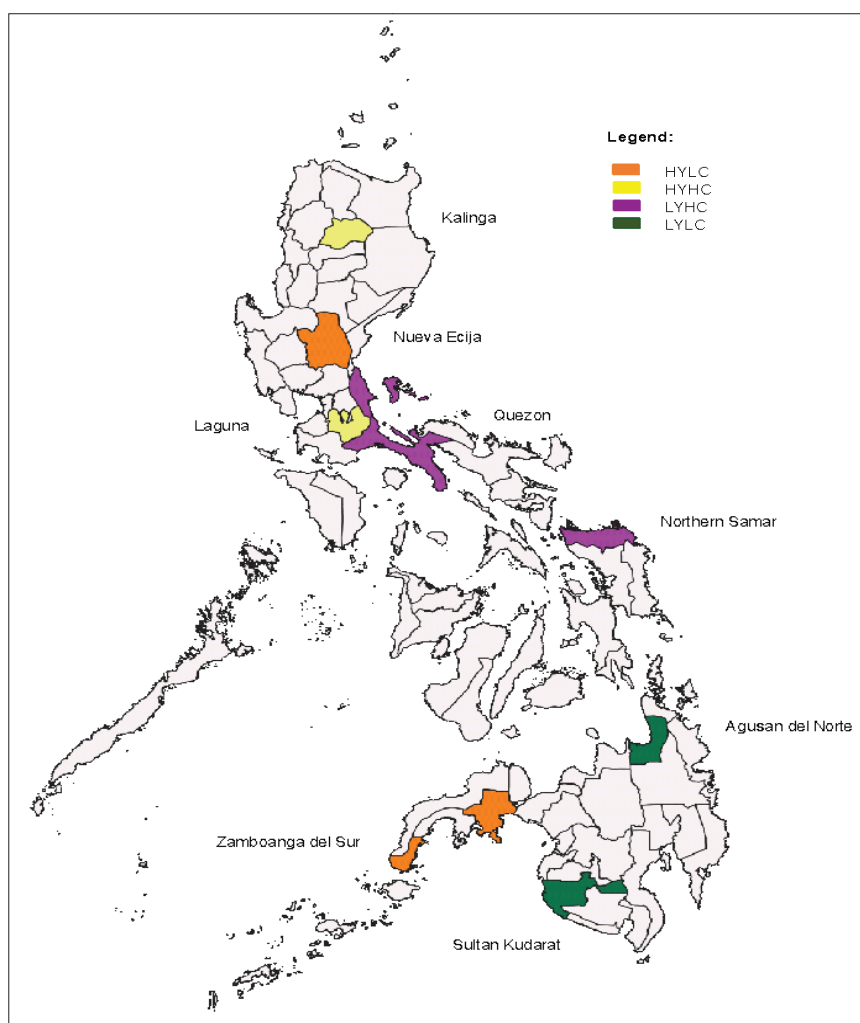 Legend:
HYLC
HYHC
LYHC
LYLC
Kalinga
Nueva Ecija
Laguna
Quezon
Northern Samar
Agusan del Norte
Zamboanga del Sur
Sultan Kudarat